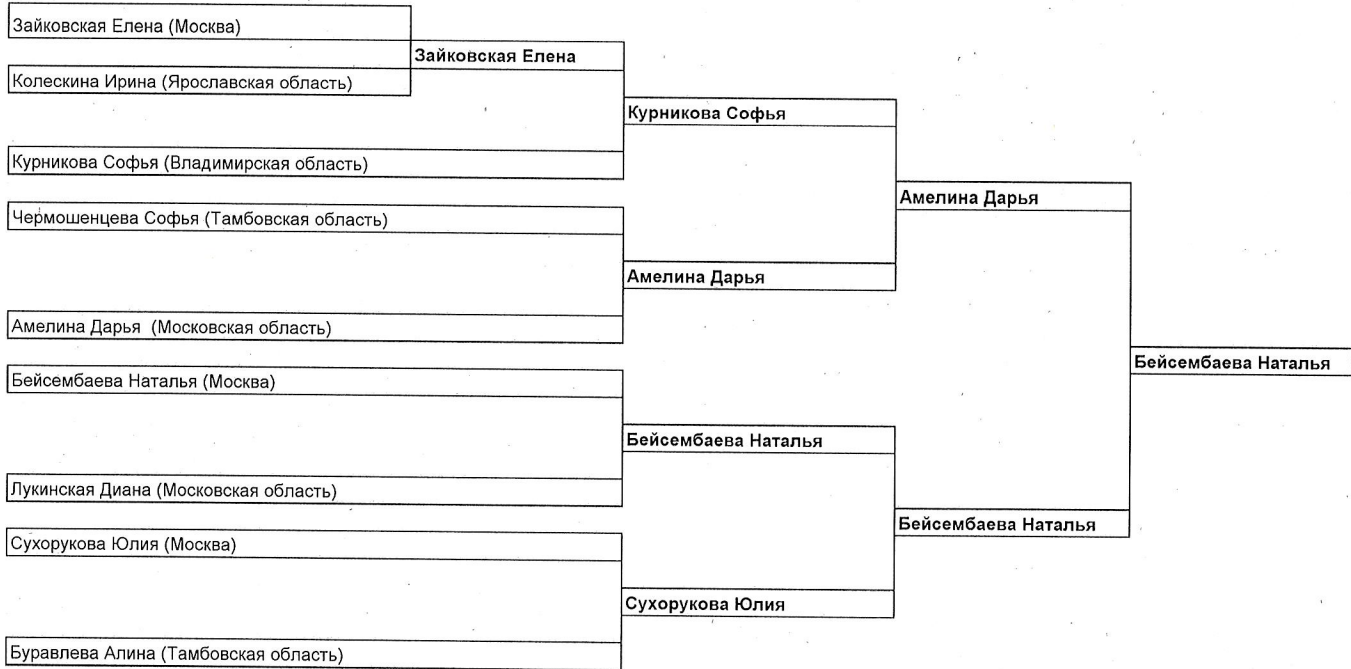 Зайковская Елена (Москва)
Зайковская Елена
Колескина Ирина (Ярославская область)
Курникова Софья
Курникова Софья (Владимирская область)
Амелина Дарья
Чермошенцева Софья (Тамбовская область)
Амелина Дарья
Амелина Дарья (Московская область)
Бейсембаева Наталья
Бейсембаева Наталья (Москва)
Бейсембаева Наталья
Лукинская Диана (Московская область)
Бейсембаева Наталья
Сухорукова Юлия (Москва)
Сухорукова Юлия
Буравлева Алина (Тамбовская область)